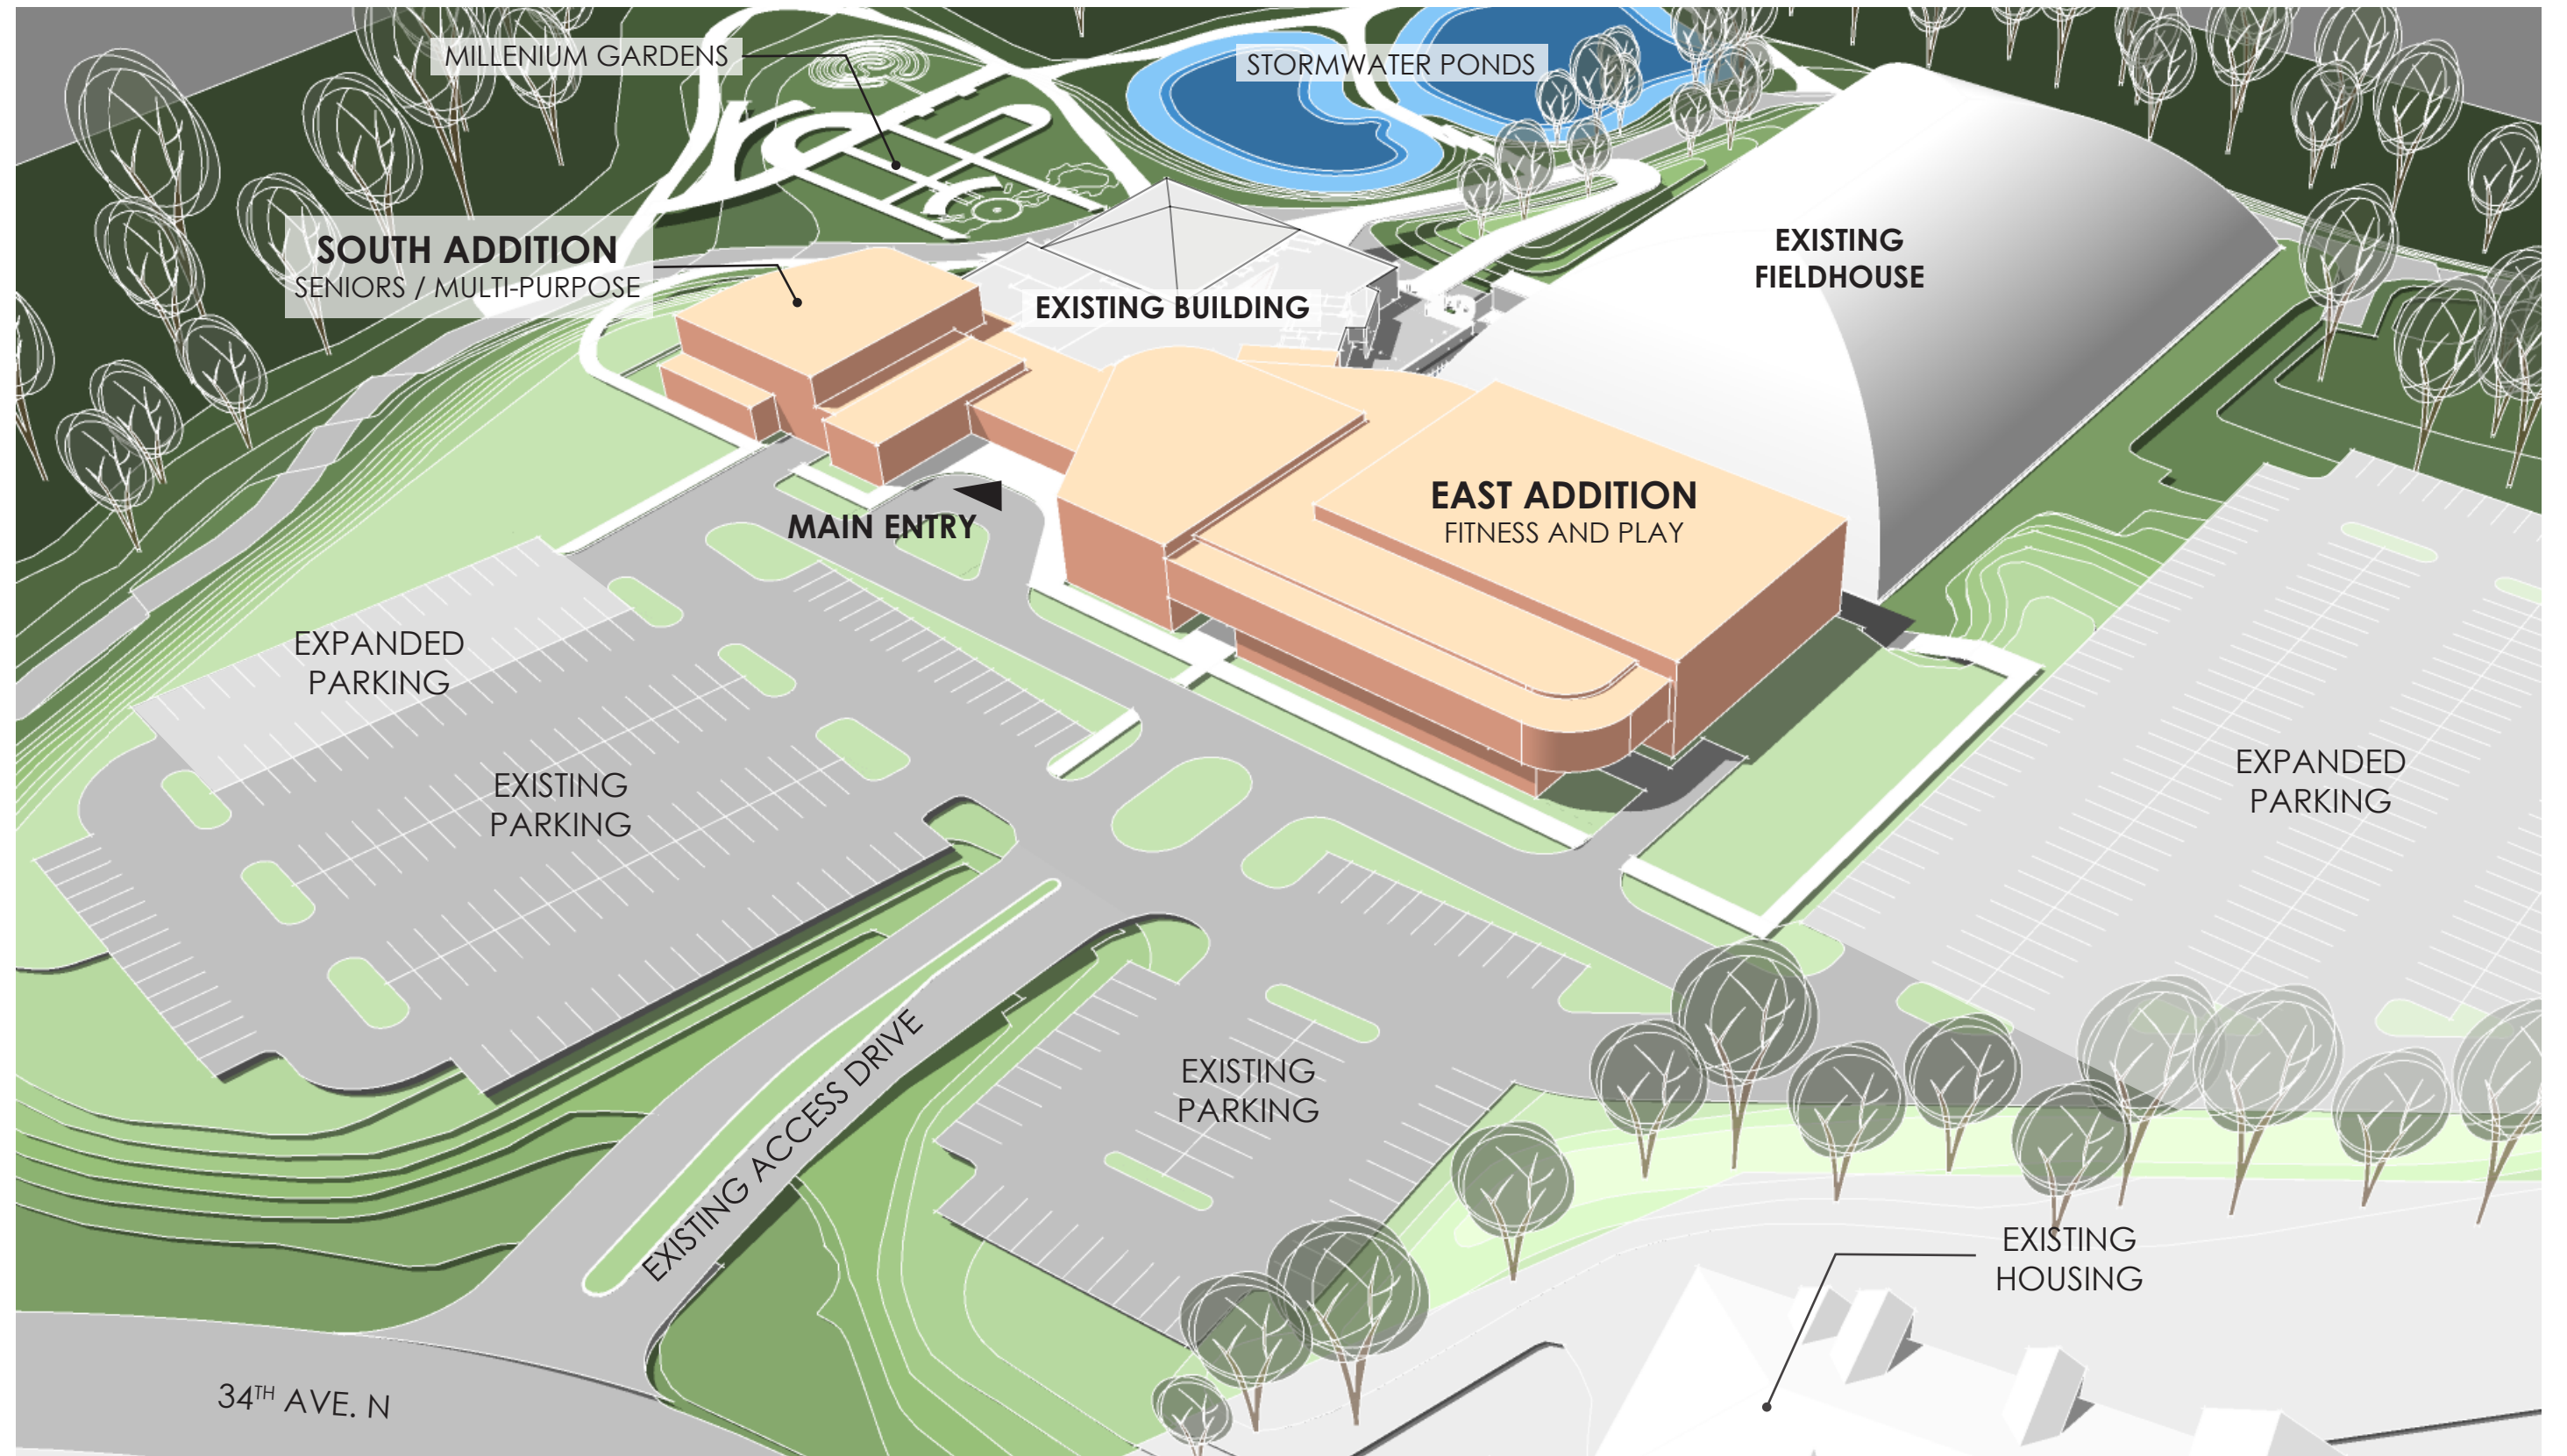 MILLENIUM GARDENS
STORMWATER PONDS
SOUTH ADDITION
SENIORS / MULTI-PURPOSE
EXISTING
FIELDHOUSE
EXISTING BUILDING
EAST ADDITION
FITNESS AND PLAY
MAIN ENTRY
EXPANDED
PARKING
EXISTING
PARKING
EXPANDED
PARKING
EXISTING ACCESS DRIVE
EXISTING
PARKING
EXISTING
HOUSING
34TH AVE. N